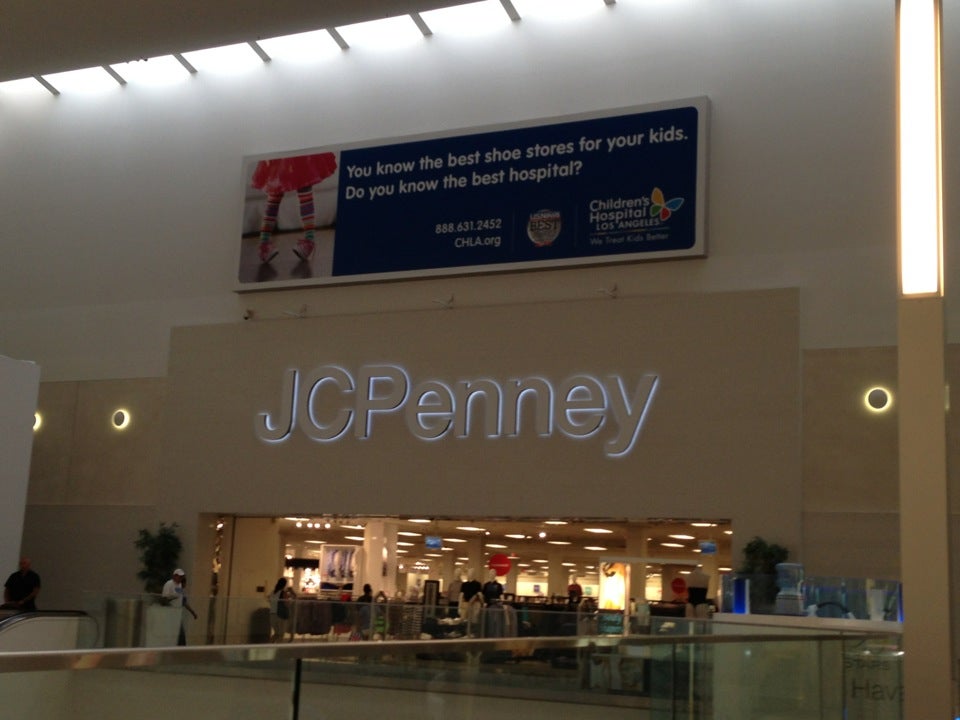 You know the best shoe stores for your kids.
Do you know the best hospital?
888.631.2452
CHLA.org
BEST
Children's
Hospital
LOS ANGELES
We Treat Kids Better
JCPenney
Hava